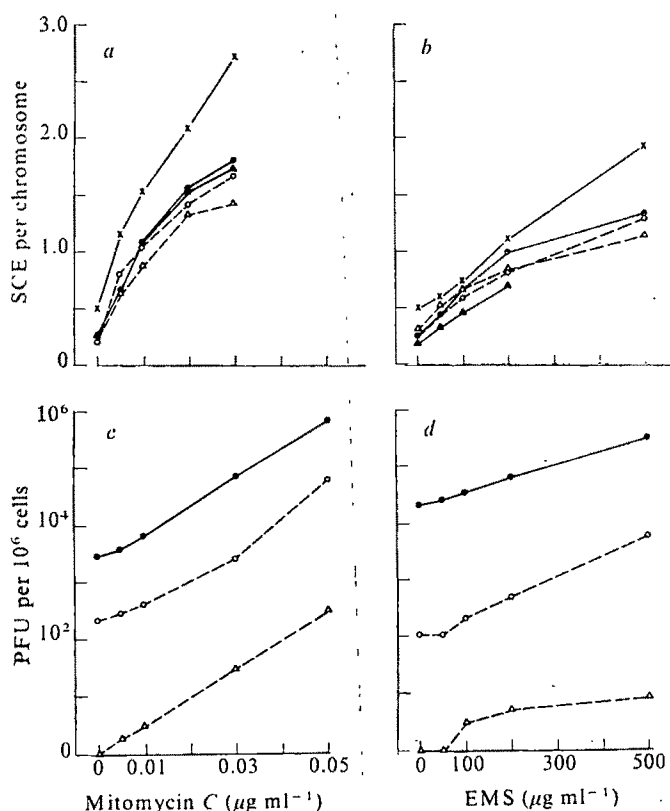 a
b
3.0
2.0
1.0
0
SCE per chromosome
c
d
10⁶
10⁴
10²
0
PFU per 10⁶ cells
0 0.01 0.03 0.05
0 100 300 500
Mitomycin C (μg ml⁻¹)
EMS (μg ml⁻¹)